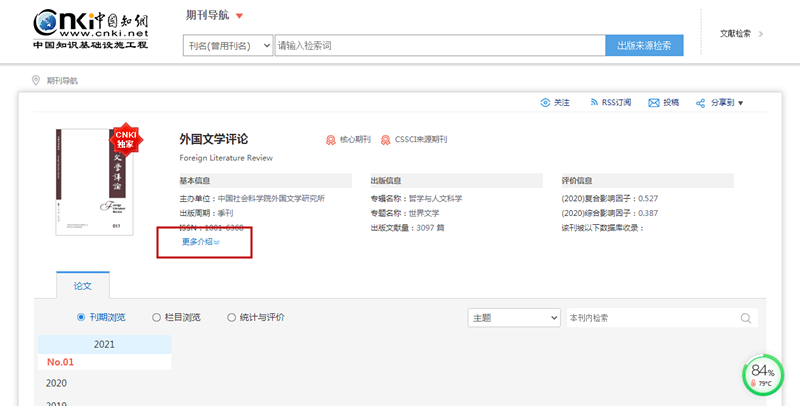 Cnki中国知网
www.cnki.net
中国知识基础设施工程
期刊导航
刊名(曾用刊名)
请输入检索词
出版来源检索
文献检索
期刊导航
关注
RSS订阅
投稿
分享到
CNKI
独家
外国文学评论
核心期刊
CSSCI来源期刊
Foreign Literature Review
基本信息
出版信息
评价信息
主办单位：中国社会科学院外国文学研究所
专辑名称：哲学与人文科学
(2020)复合影响因子：0.527
出版周期：季刊
专题名称：世界文学
(2020)综合影响因子：0.387
ISSN：1001-6368
出版文献量：3097 篇
该刊被以下数据库收录：
更多介绍
论文
刊期浏览
栏目浏览
统计与评价
主题
本刊内检索
2021
No.01
2020
2019
84%
79℃